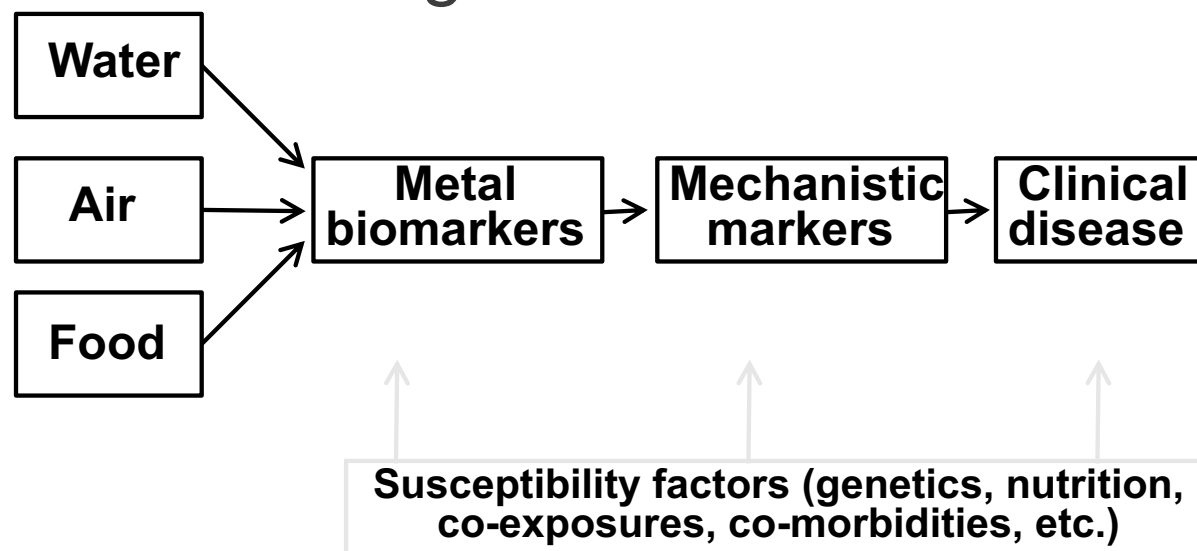 Water
Air
Food
Metal
biomarkers
Mechanistic
markers
Clinical
disease
Susceptibility factors (genetics, nutrition,
co-exposures, co-morbidities, etc.)